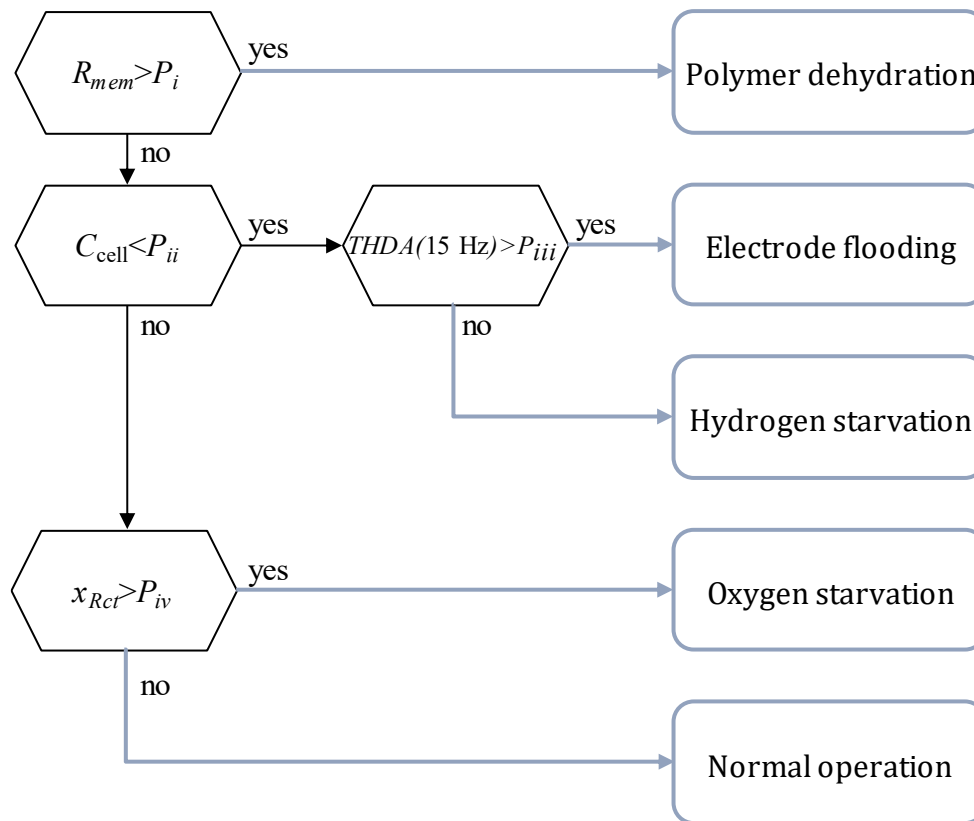 R_mem>P_i
yes
Polymer dehydration
no
C_cell<P_ii
yes
THDA(15 Hz)>P_iii
yes
Electrode flooding
no
no
Hydrogen starvation
x_Rct>P_iv
yes
Oxygen starvation
no
Normal operation